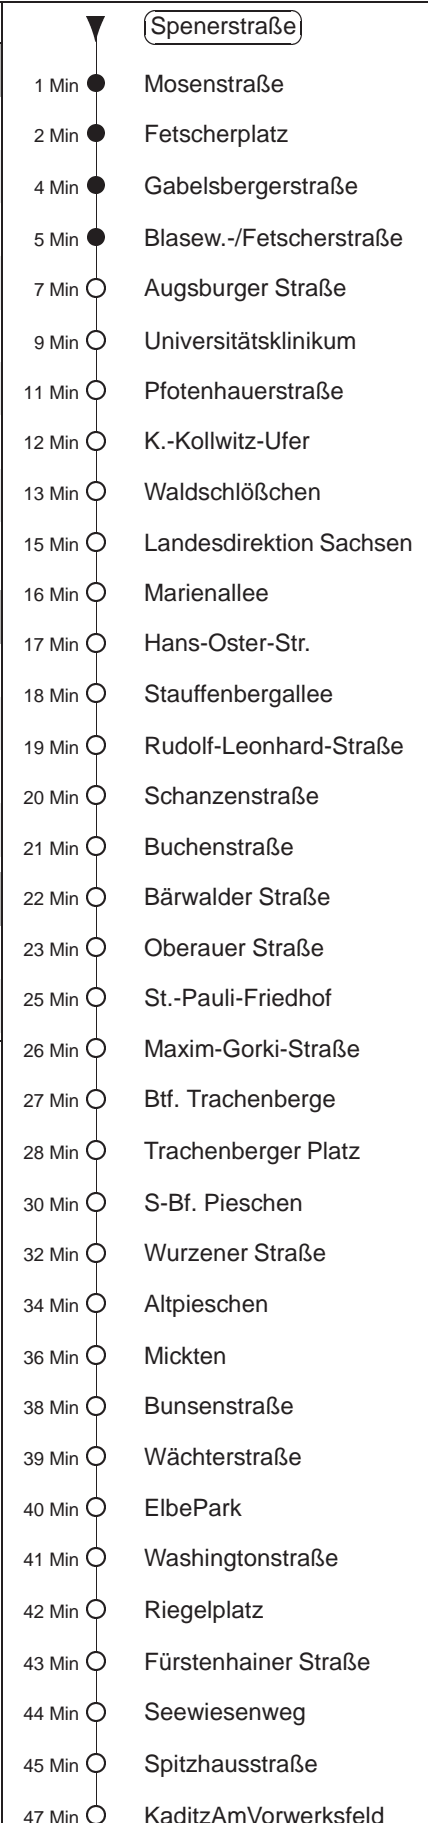 Spenerstraße
1 Min Mosenstraße
2 Min Fetscherplatz
4 Min Gabelsbergerstraße
5 Min Blasew.-/Fetscherstraße
7 Min Augsburger Straße
9 Min Universitätsklinikum
11 Min Pfotenhauerstraße
12 Min K.-Kollwitz-Ufer
13 Min Waldschlößchen
15 Min Landesdirektion Sachsen
16 Min Marienallee
17 Min Hans-Oster-Str.
18 Min Stauffenbergallee
19 Min Rudolf-Leonhard-Straße
20 Min Schanzenstraße
21 Min Buchenstraße
22 Min Bärwalder Straße
23 Min Oberauer Straße
25 Min St.-Pauli-Friedhof
26 Min Maxim-Gorki-Straße
27 Min Btf. Trachenberge
28 Min Trachenberger Platz
30 Min S-Bf. Pieschen
32 Min Wurzener Straße
34 Min Altpieschen
36 Min Mickten
38 Min Bunsenstraße
39 Min Wächterstraße
40 Min ElbePark
41 Min Washingtonstraße
42 Min Riegelplatz
43 Min Fürstenhainer Straße
44 Min Seewiesenweg
45 Min Spitzhausstraße
47 Min KaditzAmVorwerksfeld